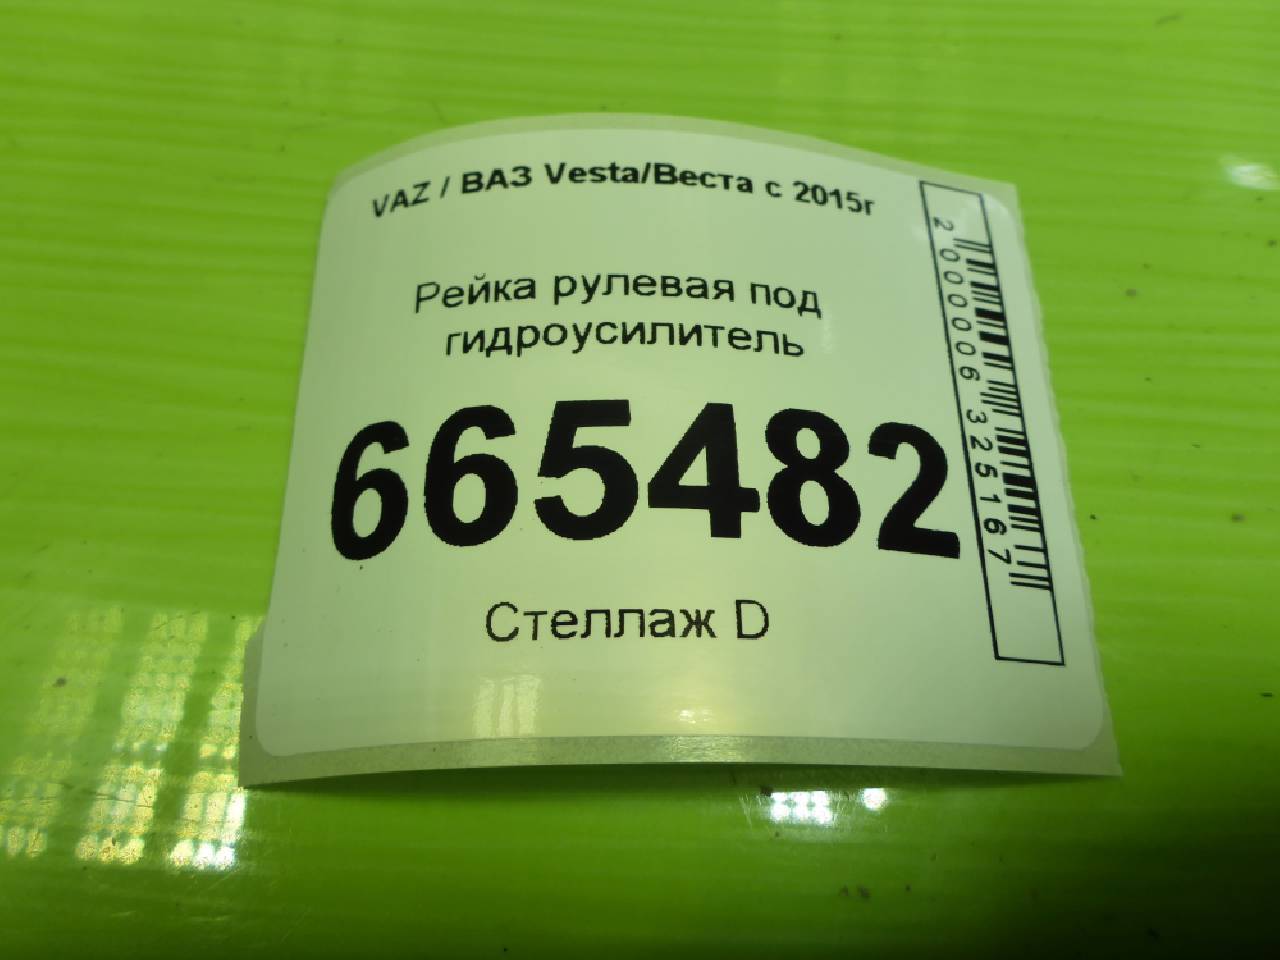 VAZ / ВАЗ Vesta/Веста с 2015г
Рейка рулевая под
гидроусилитель
665482
Стеллаж D
2000006325167